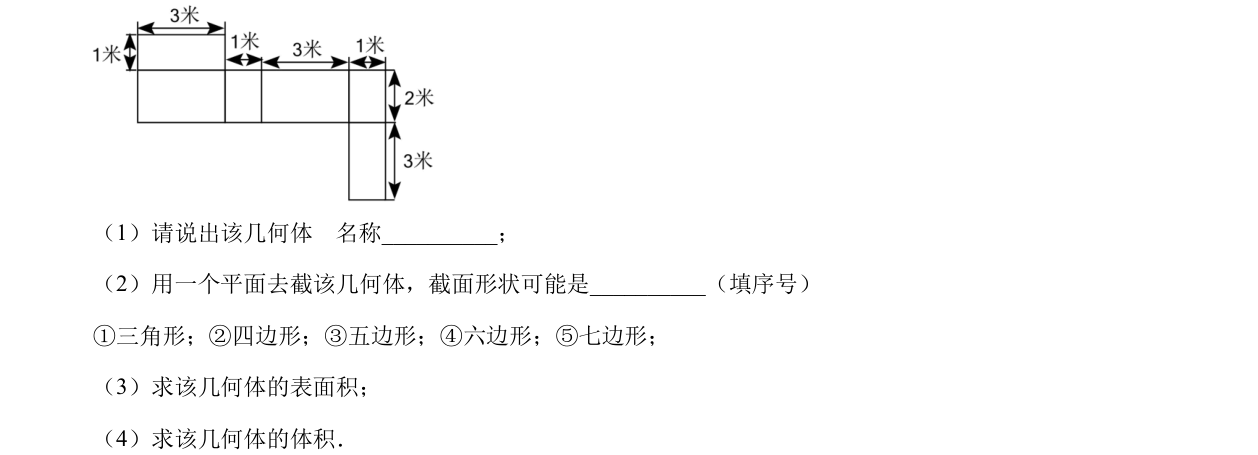 3米
1米
1米
3米
1米
2米
3米
（1）请说出该几何体 名称__________；
（2）用一个平面去截该几何体，截面形状可能是__________（填序号）
①三角形；②四边形；③五边形；④六边形；⑤七边形；
（3）求该几何体的表面积；
（4）求该几何体的体积．